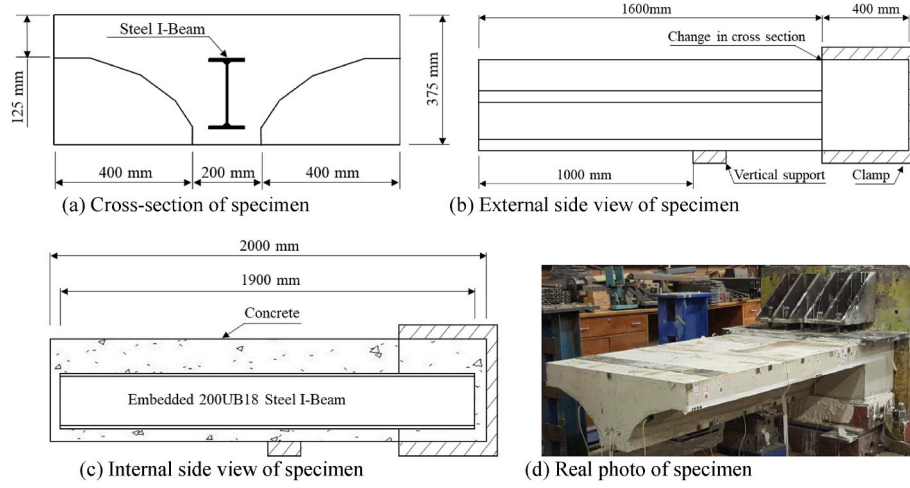 Steel I-Beam
125 mm
375 mm
400 mm
200 mm
400 mm
(a) Cross-section of specimen
1600mm
400 mm
Change in cross section
1000 mm
Vertical support
Clamp
(b) External side view of specimen
2000 mm
1900 mm
Concrete
Embedded 200UB18 Steel I-Beam
(c) Internal side view of specimen
(d) Real photo of specimen